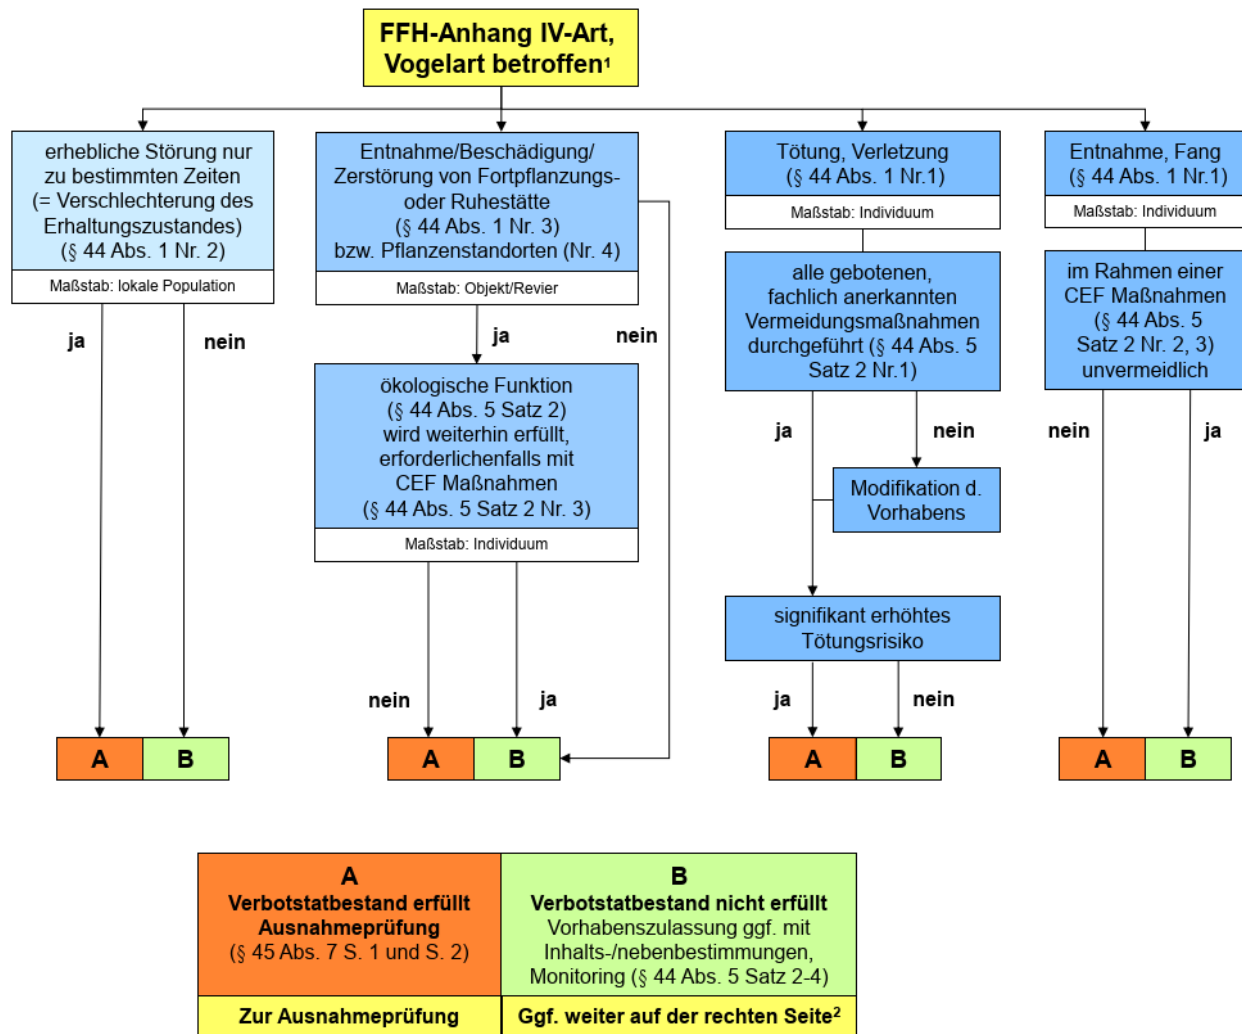 FFH-Anhang IV-Art,
Vogelart betroffen¹
erhebliche Störung nur
zu bestimmten Zeiten
(= Verschlechterung des
Erhaltungszustandes)
(§ 44 Abs. 1 Nr. 2)
Maßstab: lokale Population
ja
nein
Entnahme/Beschädigung/
Zerstörung von Fortpflanzungs-
oder Ruhestätte
(§ 44 Abs. 1 Nr. 3)
bzw. Pflanzenstandorten (Nr. 4)
Maßstab: Objekt/Revier
ja
nein
ökologische Funktion
(§ 44 Abs. 5 Satz 2)
wird weiterhin erfüllt,
erforderlichenfalls mit
CEF Maßnahmen
(§ 44 Abs. 5 Satz 2 Nr. 3)
Maßstab: Individuum
nein
ja
Tötung, Verletzung
(§ 44 Abs. 1 Nr.1)
Maßstab: Individuum
alle gebotenen,
fachlich anerkannten
Vermeidungsmaßnahmen
durchgeführt (§ 44 Abs. 5
Satz 2 Nr.1)
ja
nein
Modifikation d.
Vorhabens
signifikant erhöhtes
Tötungsrisiko
ja
nein
Entnahme, Fang
(§ 44 Abs. 1 Nr.1)
Maßstab: Individuum
im Rahmen einer
CEF Maßnahmen
(§ 44 Abs. 5
Satz 2 Nr. 2, 3)
unvermeidlich
nein
ja
A B
A B
A B
A B
A
Verbotstatbestand erfüllt
Ausnahmeprüfung
(§ 45 Abs. 7 S. 1 und S. 2)
Zur Ausnahmeprüfung
B
Verbotstatbestand nicht erfüllt
Vorhabenszulassung ggf. mit
Inhalts-/nebenbestimmungen,
Monitoring (§ 44 Abs. 5 Satz 2-4)
Ggf. weiter auf der rechten Seite²